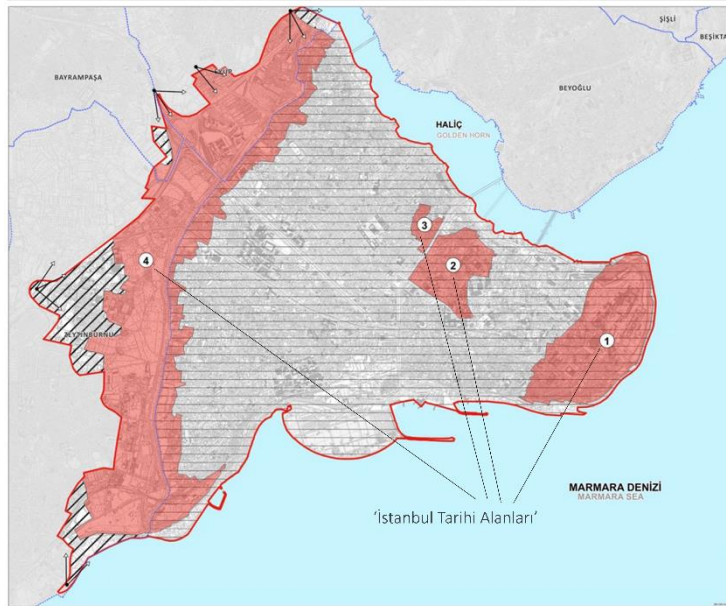 ŞİŞLİ
BEŞİKTA
BAYRAMPAŞA
BEYOĞLU
HALİÇ
GOLDEN HORN
3
2
4
1
ZEYTİNBURNU
MARMARA DENİZİ
MARMARA SEA
'İstanbul Tarihi Alanları'